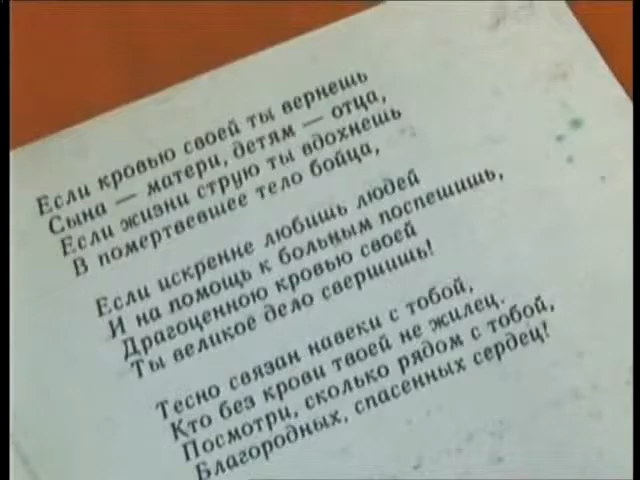 Если кровью своей ты вернешь
Сына — матери, детям — отца,
Если жизни струю ты вдохнешь
В помертвевшее тело бойца,
Если искренне любишь людей
И на помощь к больным поспешишь,
Драгоценною кровью своей
Ты великое дело свершишь!
Тесно связан навеки с тобой,
Кто без крови твоей не жилец.
Посмотри, сколько рядом с тобой,
Благородных, спасенных сердец!